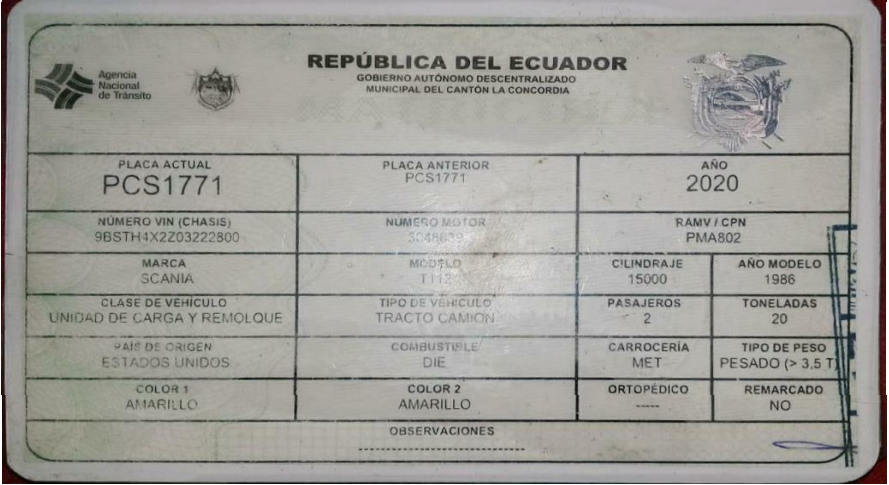 REPÚBLICA DEL ECUADOR
GOBIERNO AUTÓNOMO DESCENTRALIZADO
MUNICIPAL DEL CANTÓN LA CONCORDIA
Agencia
Nacional
de Tránsito
PLACA ACTUAL PLACA ANTERIOR AÑO
PCS1771 PCS1771 2020
NÚMERO VIN (CHASIS) NUMERO MOTOR RAMV / CPN
9BSTH4X2Z03222800 PMA802
MARCA MODELO CILINDRAJE AÑO MODELO
SCANIA 15000 1986
CLASE DE VEHÍCULO TIPO DE VEHÍCULO PASAJEROS TONELADAS
UNIDAD DE CARGA Y REMOLQUE TRACTO CAMION 2 20
PAÍS DE ORIGEN COMBUSTIBLE CARROCERÍA TIPO DE PESO
ESTADOS UNIDOS DIE MET PESADO (> 3,5 T)
COLOR 1 COLOR 2 ORTOPÉDICO REMARCADO
AMARILLO AMARILLO ----- NO
OBSERVACIONES